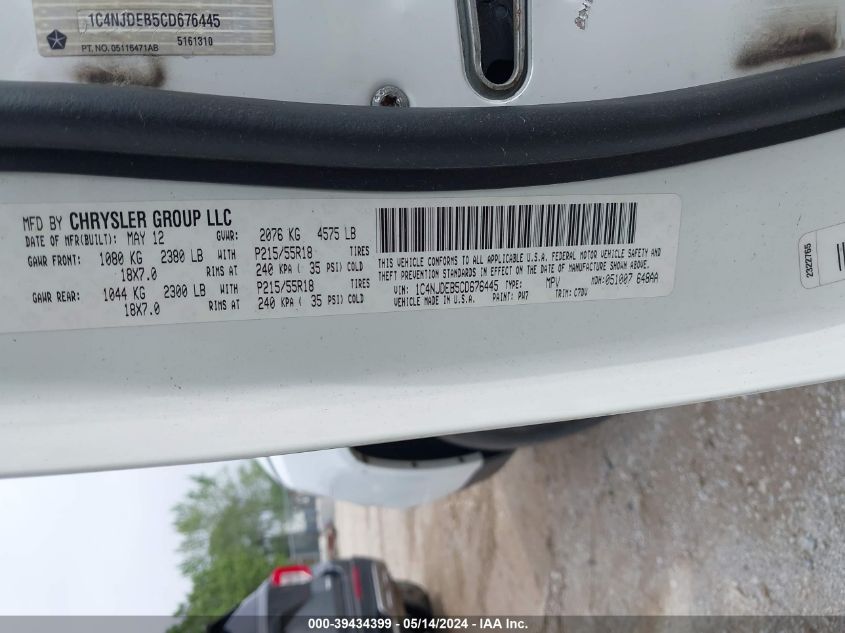 1C4NJDEB5CD676445
PT. NO. 05116471AB 5161310
MFD BY CHRYSLER GROUP LLC
DATE OF MFR(BUILT): MAY 12 GVWR: 2076 KG 4575 LB
GAWR FRONT: 1080 KG 2380 LB WITH P215/55R18 TIRES
18X7.0 RIMS AT 240 KPA ( 35 PSI) COLD
GAWR REAR: 1044 KG 2300 LB WITH P215/55R18 TIRES
18X7.0 RIMS AT 240 KPA ( 35 PSI) COLD
THIS VEHICLE CONFORMS TO ALL APPLICABLE U.S.A. FEDERAL MOTOR VEHICLE SAFETY AND
THEFT PREVENTION STANDARDS IN EFFECT ON THE DATE OF MANUFACTURE SHOWN ABOVE.
VIN: 1C4NJDEB5CD676445 TYPE: MPV MDH: 051007 648AA
VEHICLE MADE IN U.S.A. PAINT: PW7 TRIM: C7DV
2322765
000-39434399 - 05/14/2024 - IAA Inc.